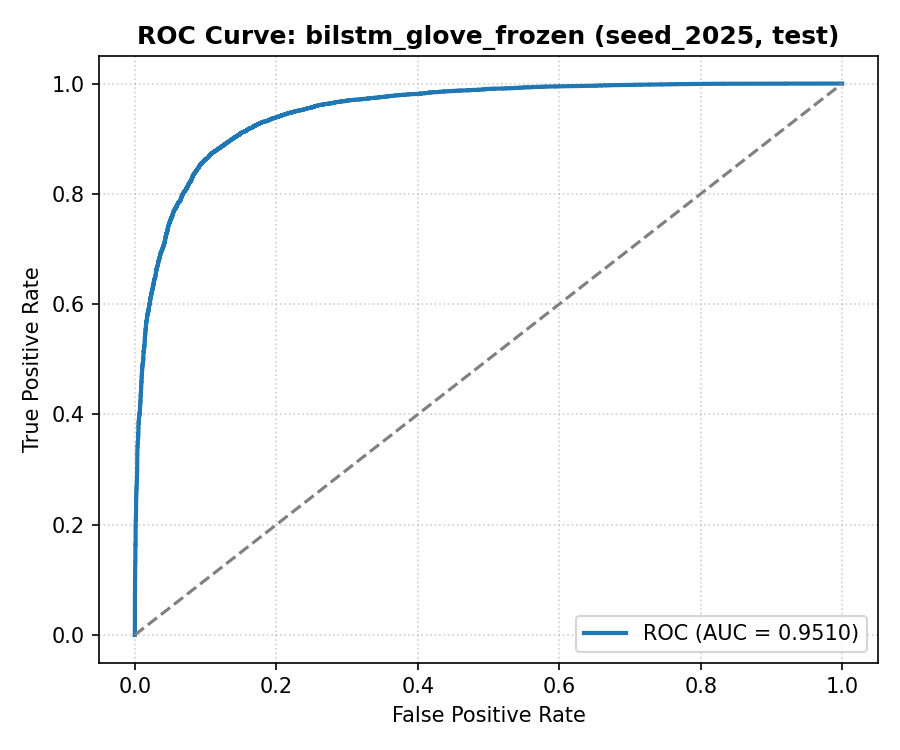 ROC Curve: bilstm_glove_frozen (seed_2025, test)
True Positive Rate
1.0
0.8
0.6
0.4
0.2
0.0
0.0 0.2 0.4 0.6 0.8 1.0
False Positive Rate
ROC (AUC = 0.9510)